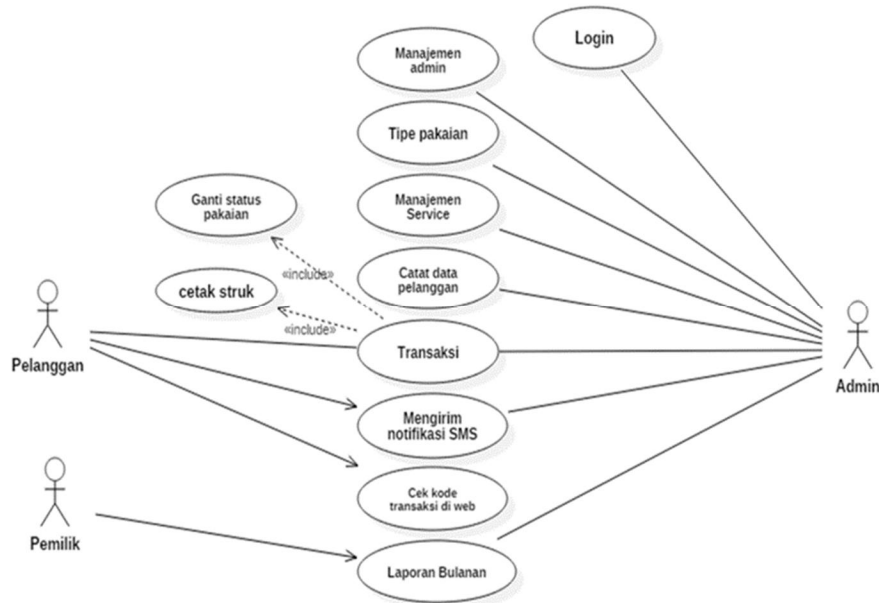 Login
Manajemen
admin
Tipe pakaian
Ganti status
pakaian
Manajemen
Service
«include»
Catat data
pelanggan
cetak struk
«include»
Transaksi
Pelanggan
Admin
Mengirim
notifikasi SMS
Cek kode
transaksi di web
Pemilik
Laporan Bulanan